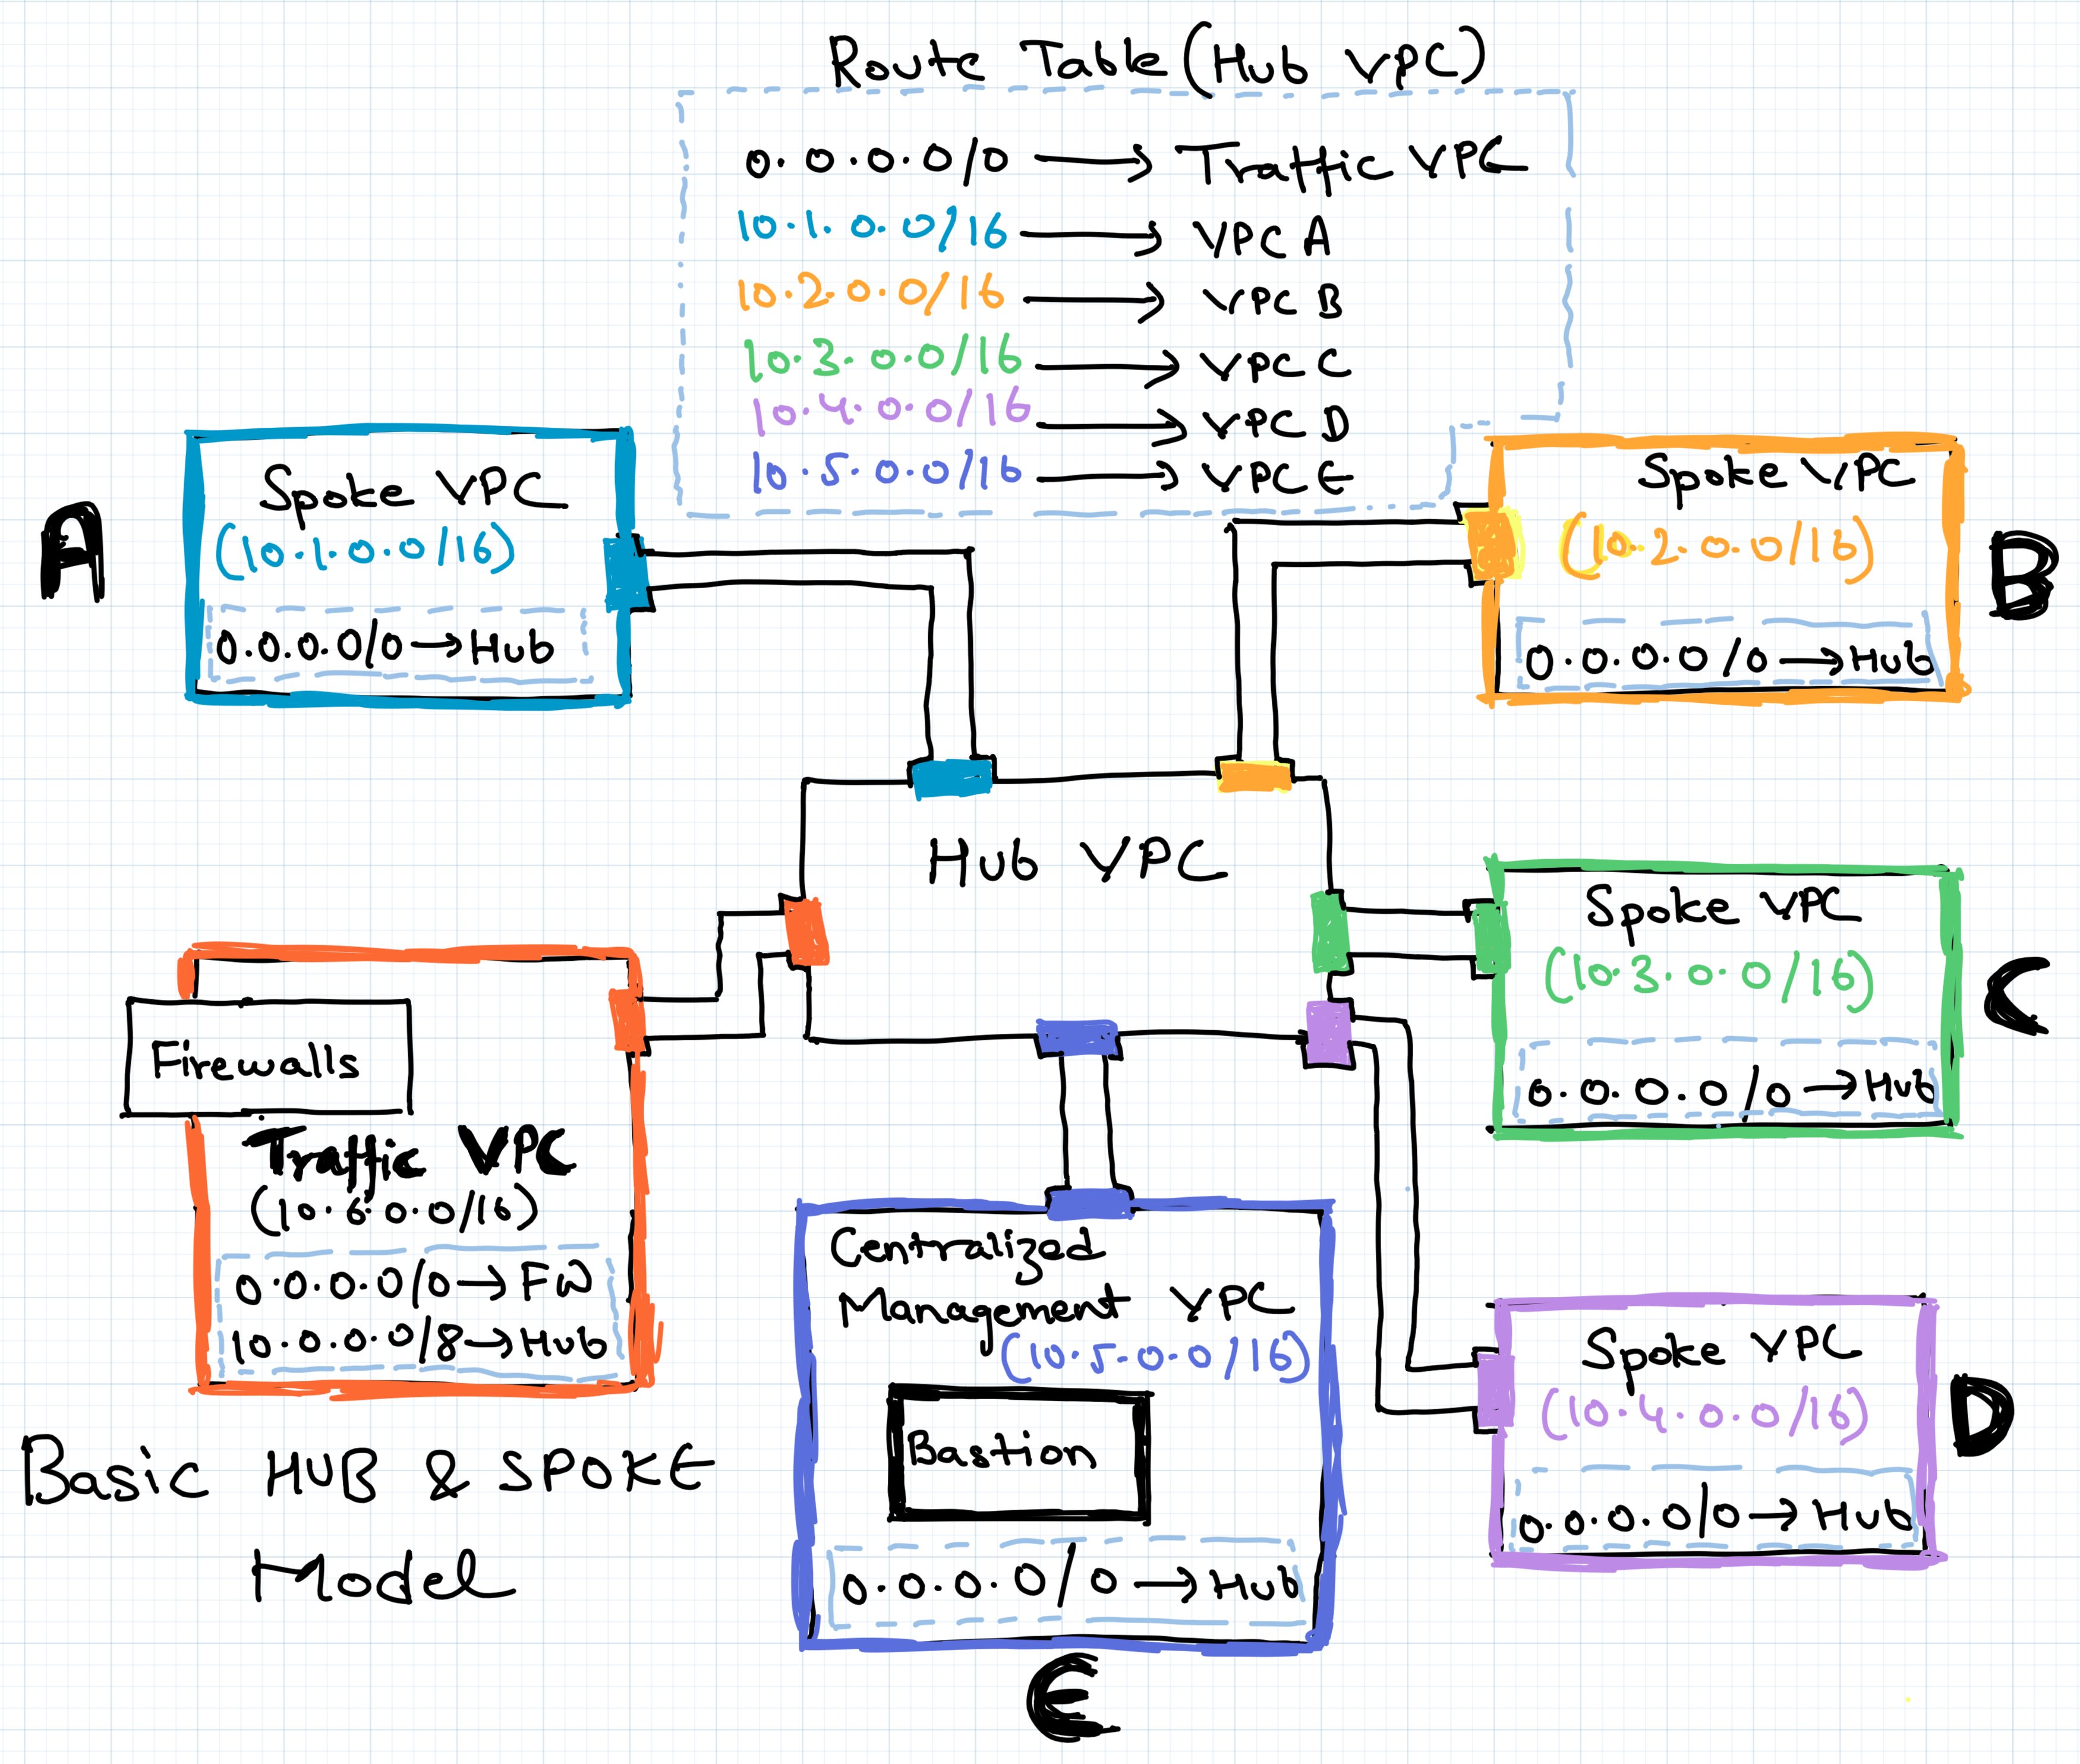 Route Table (Hub VPC)
0.0.0.0/0 → Traffic VPC
10.1.0.0/16 → VPC A
10.2.0.0/16 → VPC B
10.3.0.0/16 → VPC C
10.4.0.0/16 → VPC D
10.5.0.0/16 → VPC E
A
Spoke VPC
(10.1.0.0/16)
0.0.0.0/0 → Hub
Spoke VPC
(10.2.0.0/16)
0.0.0.0/0 → Hub
B
Hub VPC
Spoke VPC
(10.3.0.0/16)
0.0.0.0/0 → Hub
C
Firewalls
Traffic VPC
(10.6.0.0/16)
0.0.0.0/0 → FW
10.0.0.0/8 → Hub
Centralized
Management VPC
(10.5.0.0/16)
Bastion
0.0.0.0/0 → Hub
E
Spoke VPC
(10.4.0.0/16)
0.0.0.0/0 → Hub
D
Basic HUB & SPOKE
Model